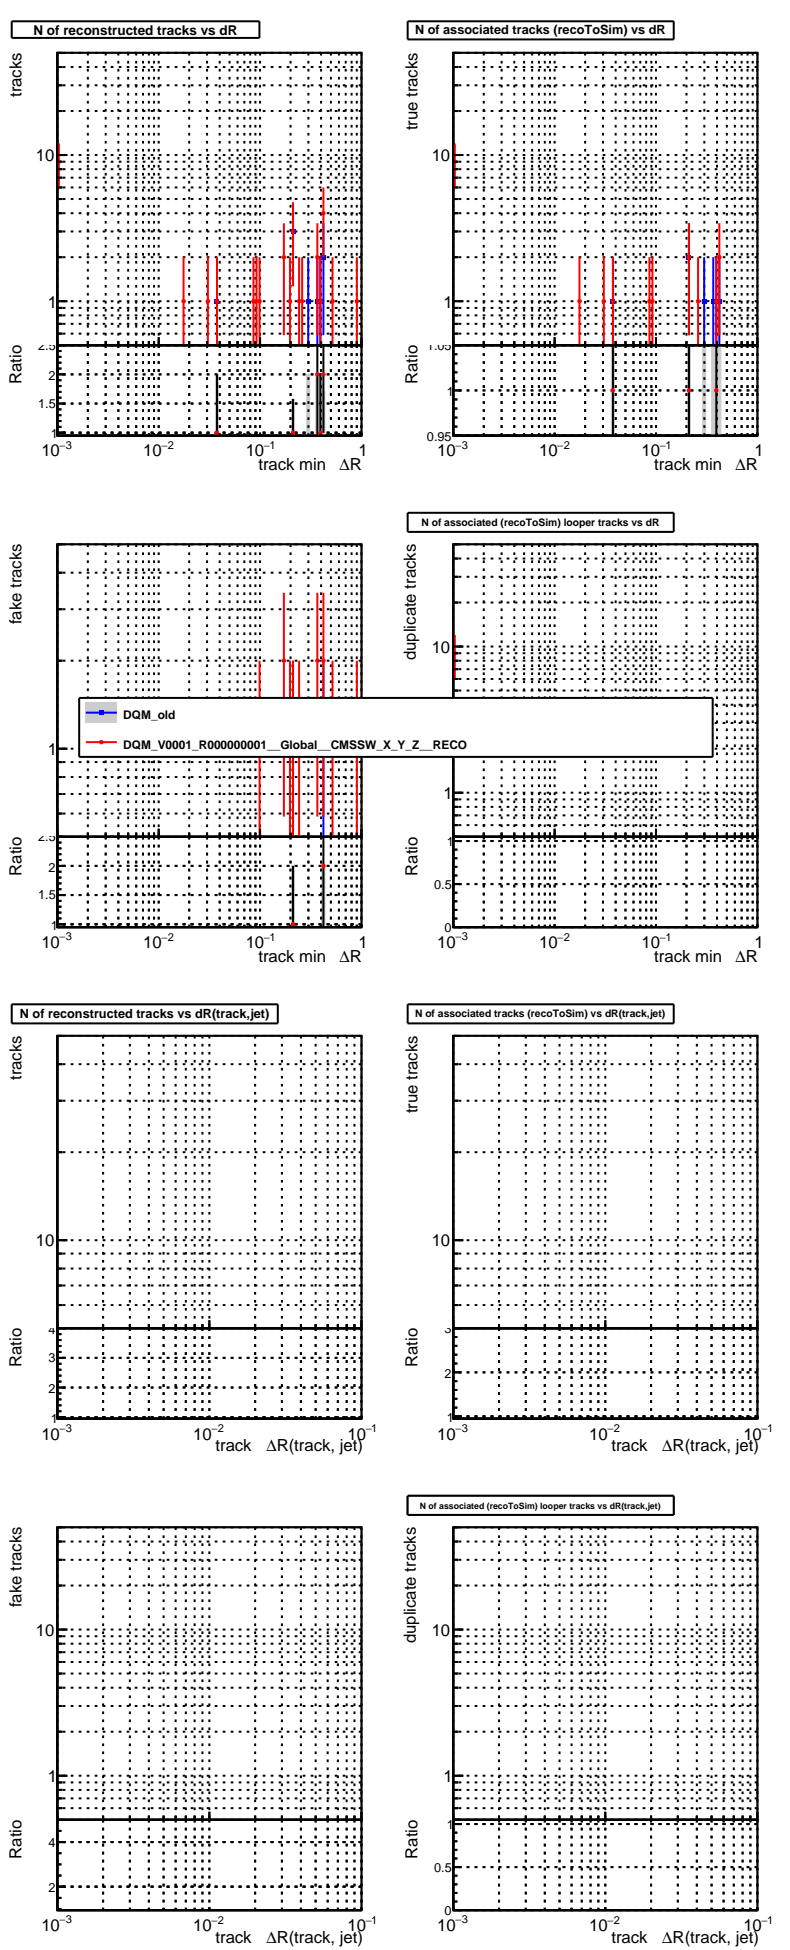 N of reconstructed tracks vs dR
tracks
10
1
Ratio
2.5
2
1.5
1
10⁻³ 10⁻² 10⁻¹ 1
track min ΔR
N of associated tracks (recoToSim) vs dR
true tracks
10
1
Ratio
1.05
1
0.95
10⁻³ 10⁻² 10⁻¹ 1
track min ΔR
fake tracks
1
Ratio
2.5
2
1.5
1
10⁻³ 10⁻² 10⁻¹ 1
track min ΔR
N of associated (recoToSim) looper tracks vs dR
duplicate tracks
10
1
Ratio
1
0.5
0
10⁻³ 10⁻² 10⁻¹ 1
track min ΔR
DQM_old
DQM_V0001_R000000001__Global__CMSSW_X_Y_Z__RECO
N of reconstructed tracks vs dR(track,jet)
tracks
10
Ratio
4
3
2
1
10⁻³ 10⁻² 10⁻¹
track ΔR(track, jet)
N of associated tracks (recoToSim) vs dR(track,jet)
true tracks
10
Ratio
3
2
1
10⁻³ 10⁻² 10⁻¹
track ΔR(track, jet)
fake tracks
10
1
Ratio
4
2
10⁻³ 10⁻² 10⁻¹
track ΔR(track, jet)
N of associated (recoToSim) looper tracks vs dR(track,jet)
duplicate tracks
10
1
Ratio
1
0.5
0
10⁻³ 10⁻² 10⁻¹
track ΔR(track, jet)